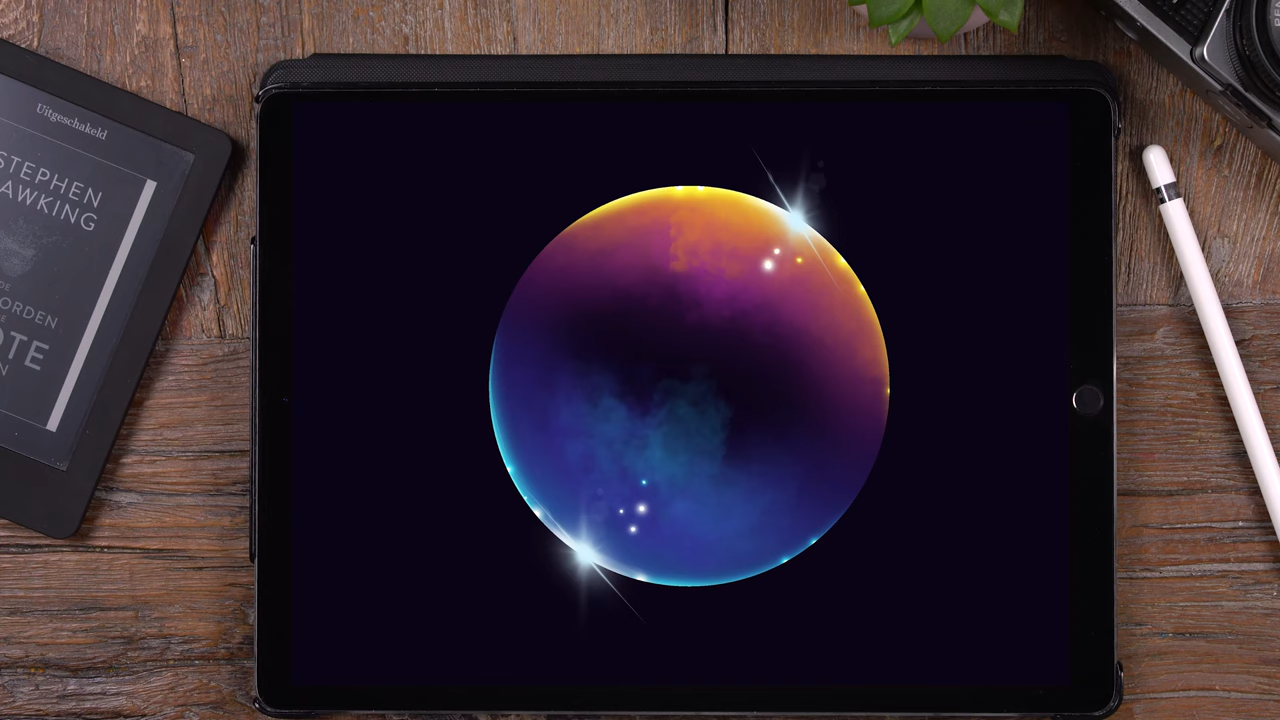 Uitgeschakeld
STEPHEN
AWKING
DE
ORDEN
OTE
N